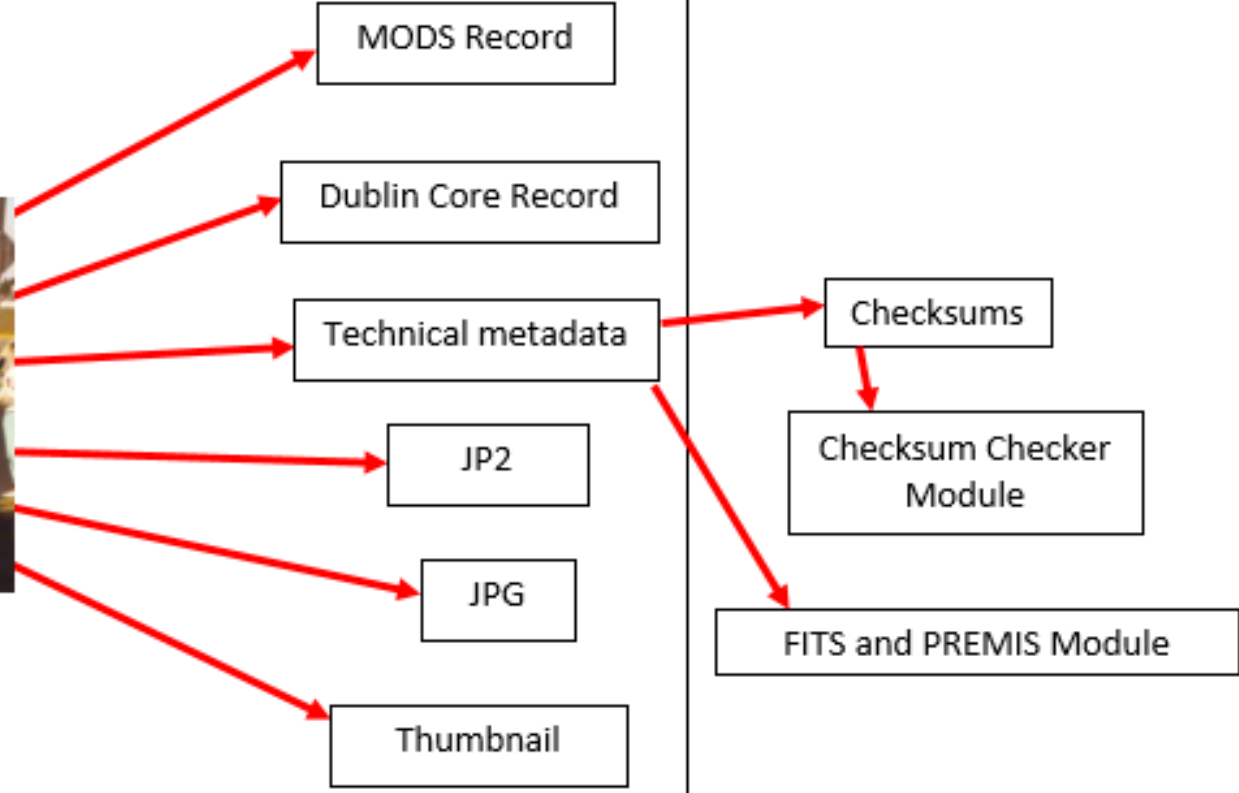 MODS Record
Dublin Core Record
Technical metadata
JP2
JPG
Thumbnail
Checksums
Checksum Checker
Module
FITS and PREMIS Module